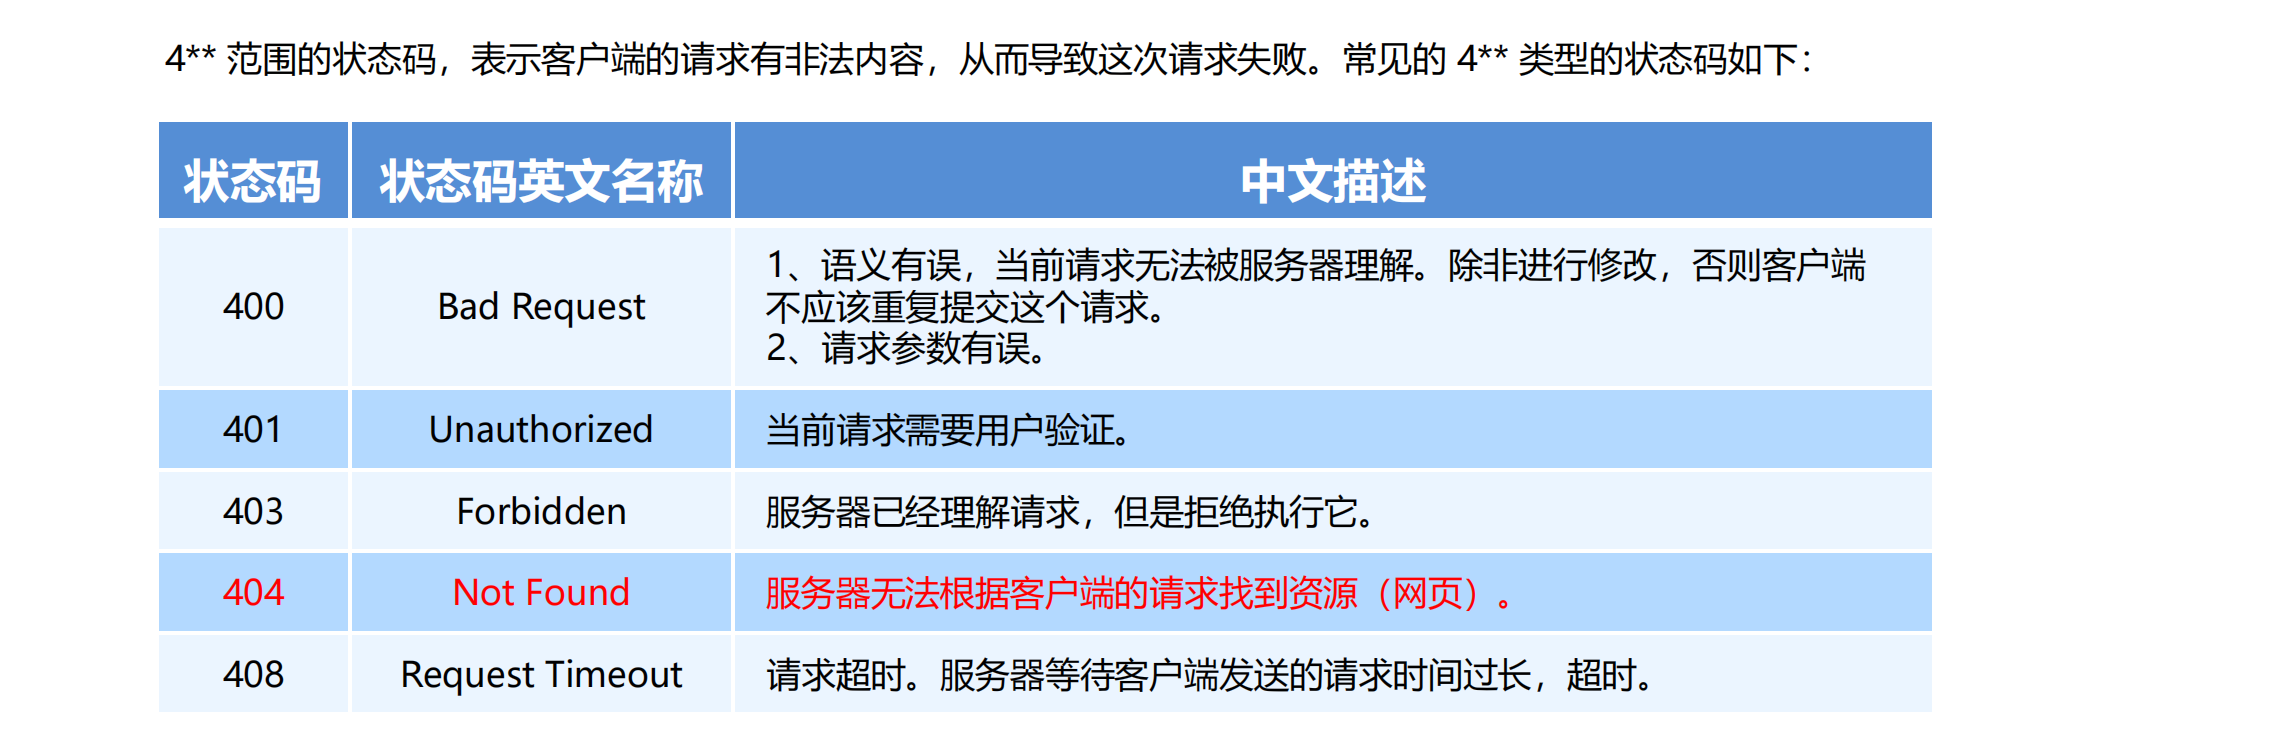 4** 范围的状态码，表示客户端的请求有非法内容，从而导致这次请求失败。常见的 4** 类型的状态码如下：
状态码 状态码英文名称 中文描述
400 Bad Request 1、语义有误，当前请求无法被服务器理解。除非进行修改，否则客户端
不应该重复提交这个请求。
2、请求参数有误。
401 Unauthorized 当前请求需要用户验证。
403 Forbidden 服务器已经理解请求，但是拒绝执行它。
404 Not Found 服务器无法根据客户端的请求找到资源（网页）。
408 Request Timeout 请求超时。服务器等待客户端发送的请求时间过长，超时。